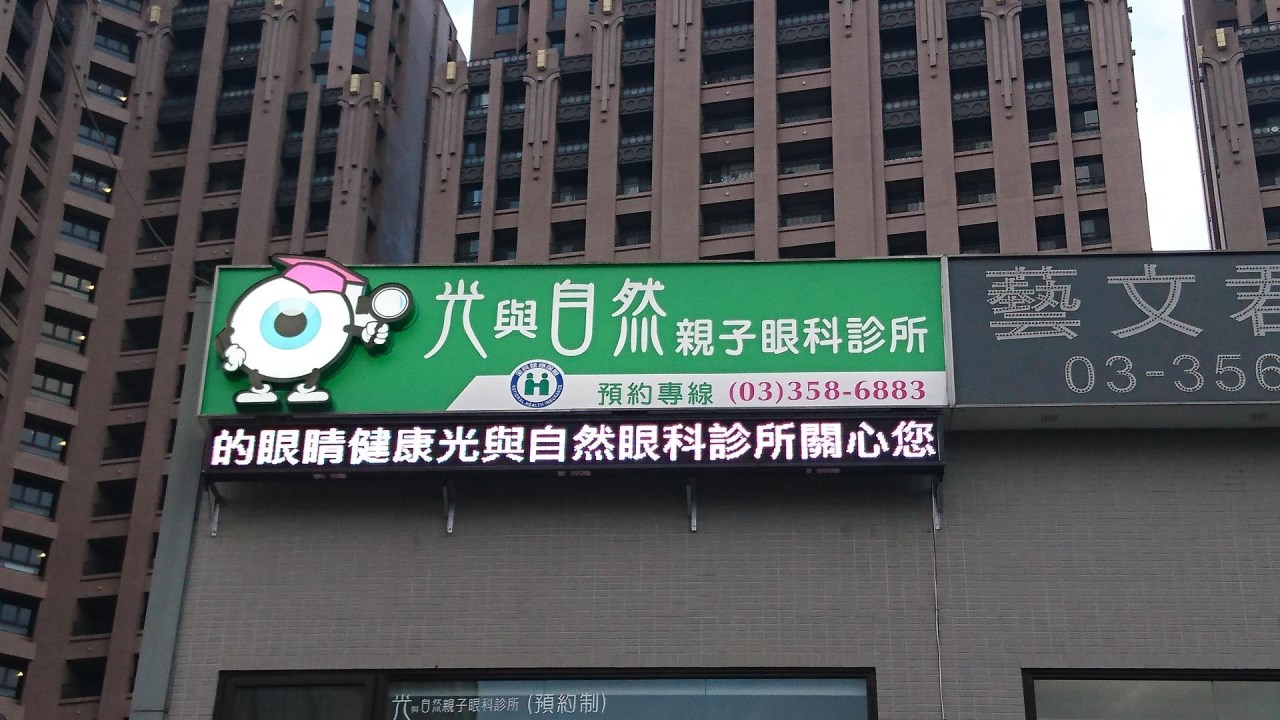 光與自然 親子眼科診所
預約專線 (03)358-6883
的眼睛健康光與自然眼科診所關心您
藝文君
03-356
光與自然親子眼科診所 (預約制)